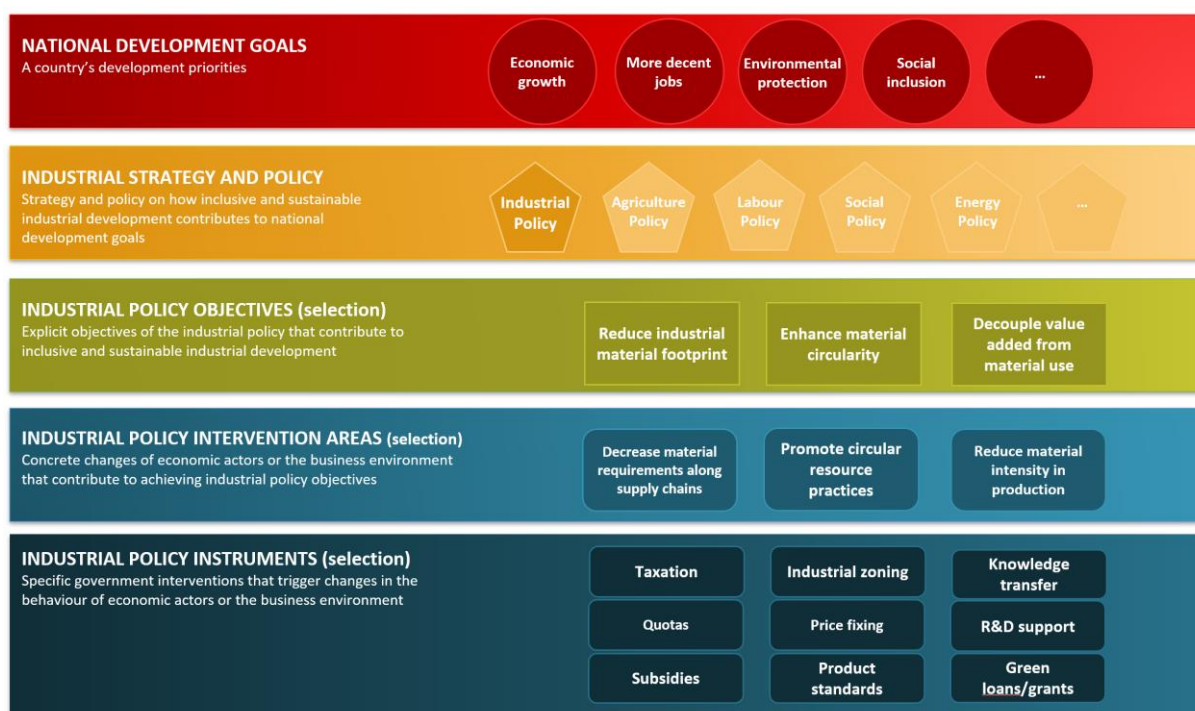 NATIONAL DEVELOPMENT GOALS
A country's development priorities
Economic
growth
More decent
jobs
Environmental
protection
Social
inclusion
...
INDUSTRIAL STRATEGY AND POLICY
Strategy and policy on how inclusive and sustainable
industrial development contributes to national
development goals
Industrial
Policy
Agriculture
Policy
Labour
Policy
Social
Policy
Energy
Policy
...
INDUSTRIAL POLICY OBJECTIVES (selection)
Explicit objectives of the industrial policy that contribute to
inclusive and sustainable industrial development
Reduce industrial
material footprint
Enhance material
circularity
Decouple value
added from
material use
INDUSTRIAL POLICY INTERVENTION AREAS (selection)
Concrete changes of economic actors or the business environment
that contribute to achieving industrial policy objectives
Decrease material
requirements along
supply chains
Promote circular
resource
practices
Reduce material
intensity in
production
INDUSTRIAL POLICY INSTRUMENTS (selection)
Specific government interventions that trigger changes in the
behaviour of economic actors or the business environment
Taxation
Industrial zoning
Knowledge
transfer
Quotas
Price fixing
R&D support
Subsidies
Product
standards
Green
loans/grants